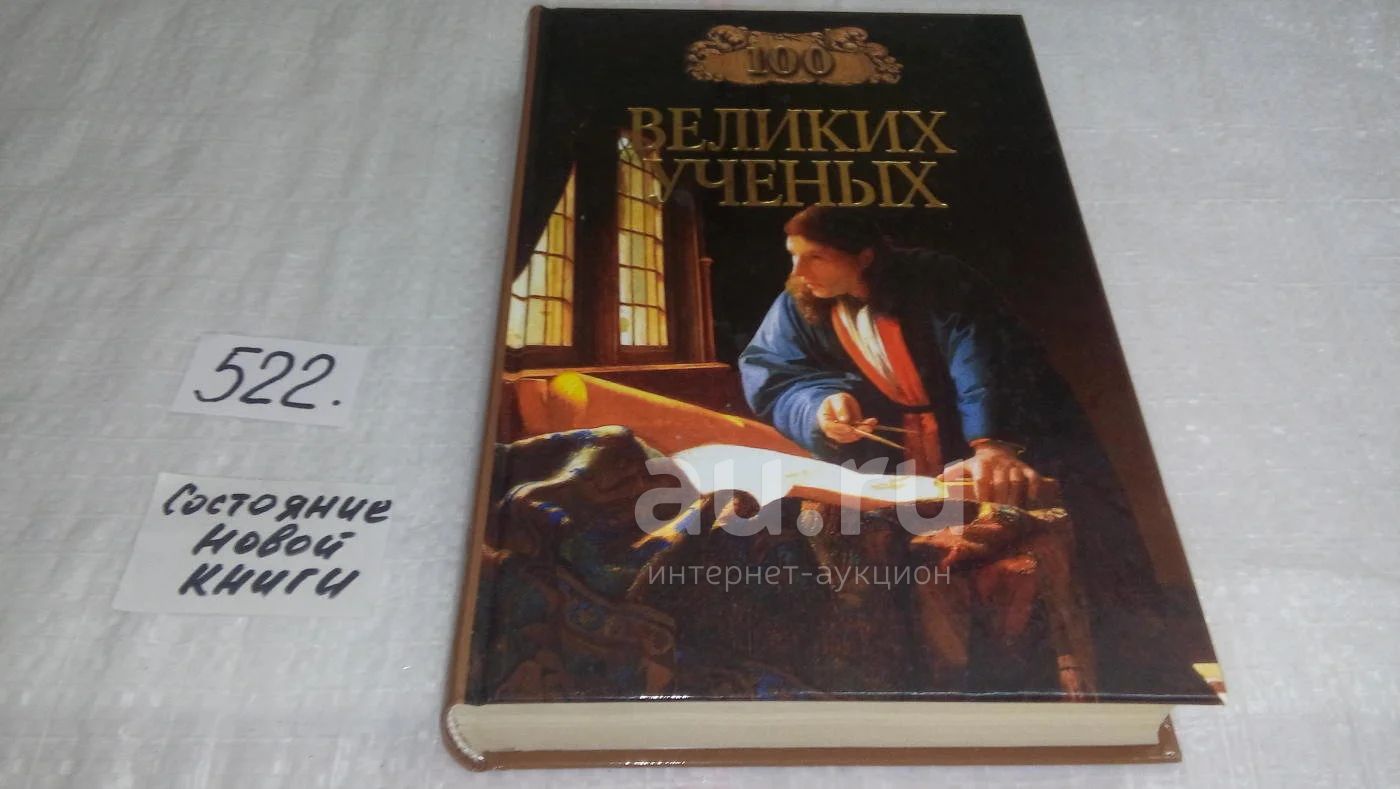 100
ВЕЛИКИХ
УЧЕНЫХ
522.
Состояние
новой
книги
au.ru
интернет-аукцион